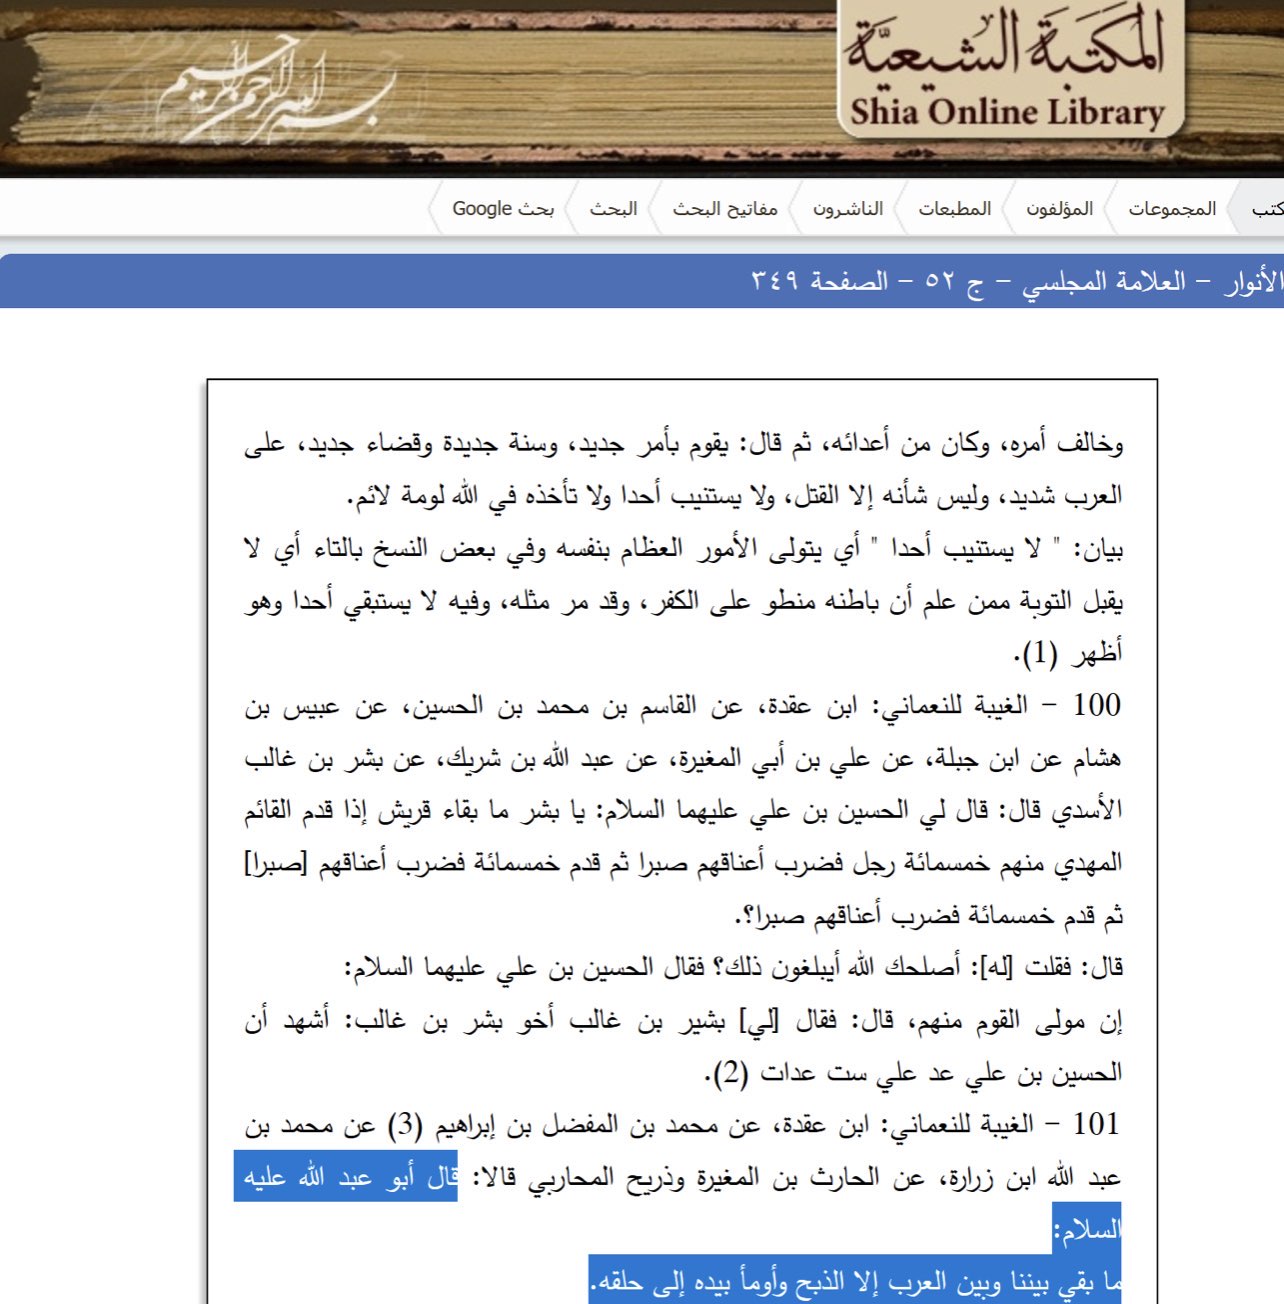 بسم الله الرحمن الرحيم
المكتبة الشيعية
Shia Online Library
كتب
المجموعات
المؤلفون
المطبعات
الناشرون
مفاتيح البحث
البحث
بحث Google
الأنوار - العلامة المجلسي - ج ٥٢ - الصفحة ٣٤٩
وخالف أمره، وكان من أعدائه، ثم قال: يقوم بأمر جديد، وسنة جديدة وقضاء جديد، على
العرب شديد، وليس شأنه إلا القتل، ولا يستنيب أحدا ولا تأخذه في الله لومة لائم.
بيان: " لا يستنيب أحدا " أي يتولى الأمور العظام بنفسه وفي بعض النسخ بالتاء أي لا
يقبل التوبة ممن علم أن باطنه منطو على الكفر، وقد مر مثله، وفيه لا يستبقي أحدا وهو
أظهر (1).
100 - الغيبة للنعماني: ابن عقدة، عن القاسم بن محمد بن الحسين، عن عبيس بن
هشام عن ابن جبلة، عن علي بن أبي المغيرة، عن عبد الله بن شريك، عن بشر بن غالب
الأسدي قال: قال لي الحسين بن علي عليهما السلام: يا بشر ما بقاء قريش إذا قدم القائم
المهدي منهم خمسمائة رجل فضرب أعناقهم صبرا ثم قدم خمسمائة فضرب أعناقهم [صبرا]
ثم قدم خمسمائة فضرب أعناقهم صبرا؟.
قال: فقلت [له]: أصلحك الله أيبلغون ذلك؟ فقال الحسين بن علي عليهما السلام:
إن مولى القوم منهم، قال: فقال [لي] بشير بن غالب أخو بشر بن غالب: أشهد أن
الحسين بن علي عد علي ست عدات (2).
101 - الغيبة للنعماني: ابن عقدة، عن محمد بن المفضل بن إبراهيم (3) عن محمد بن
عبد الله ابن زرارة، عن الحارث بن المغيرة وذريح المحاربي قالا: قال أبو عبد الله عليه
السلام:
ما بقي بيننا وبين العرب إلا الذبح وأومأ بيده إلى حلقه.